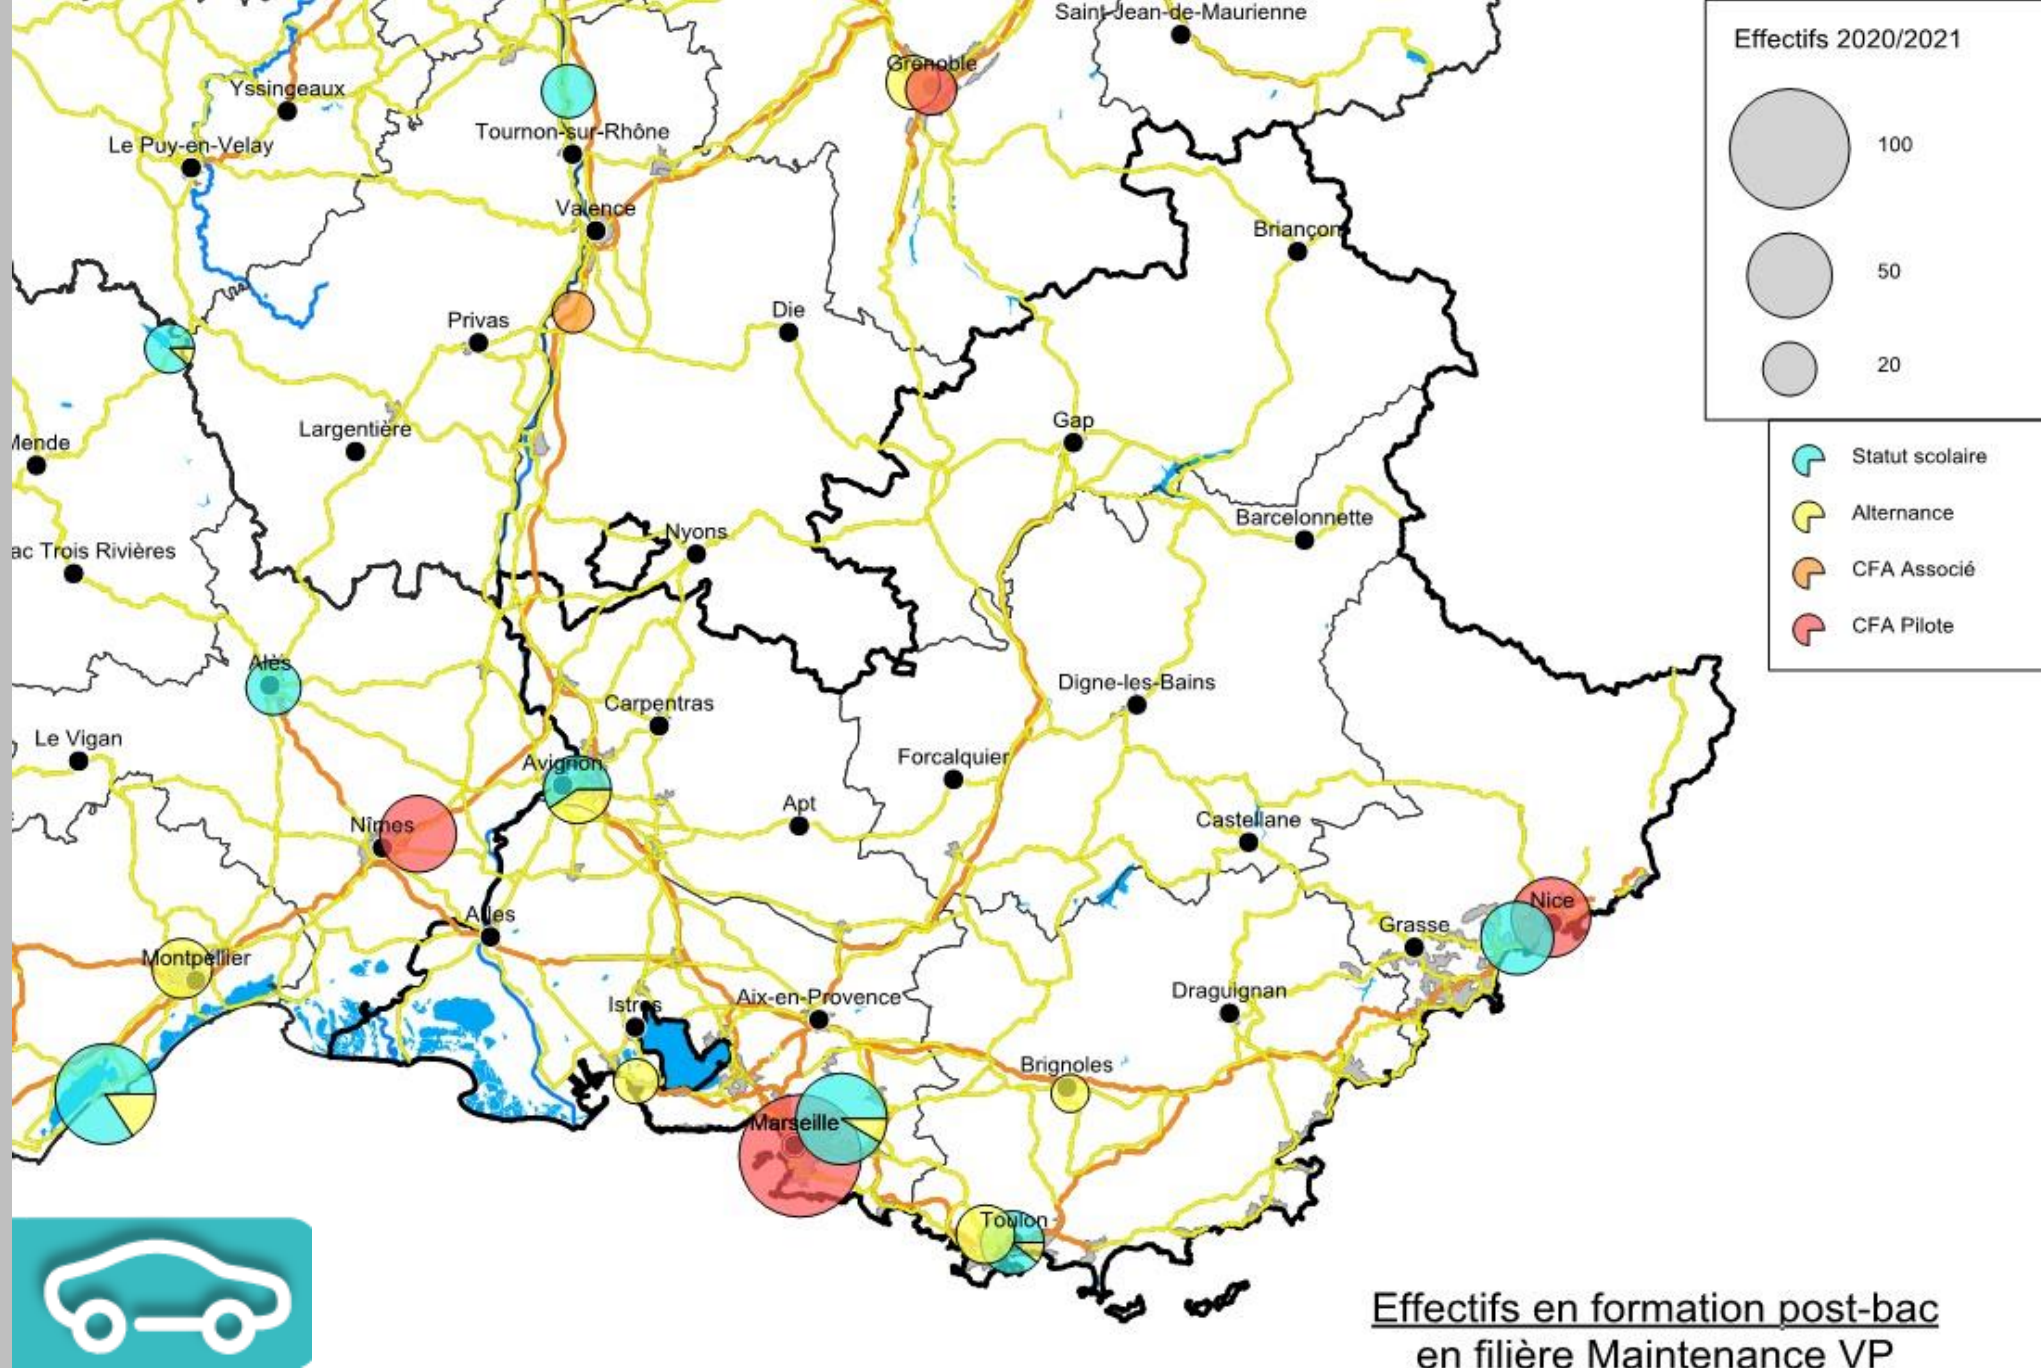 Saint-Jean-de-Maurienne
Effectifs 2020/2021
Grenoble
Yssingeaux
Tournon-sur-Rhône
100
Le Puy-en-Velay
Valence
Briançon
50
Die
Privas
20
Gap
Largentière
Mende
Statut scolaire
Alternance
Barcelonnette
Nyons
ac Trois Rivières
CFA Associé
CFA Pilote
Alès
Digne-les-Bains
Carpentras
Le Vigan
Forcalquier
Avignon
Apt
Castellane
Nîmes
Nice
Arles
Grasse
Montpellier
Draguignan
Aix-en-Provence
Istres
Brignoles
Marseille
Toulon
Effectifs en formation post-bac
en filière Maintenance VP